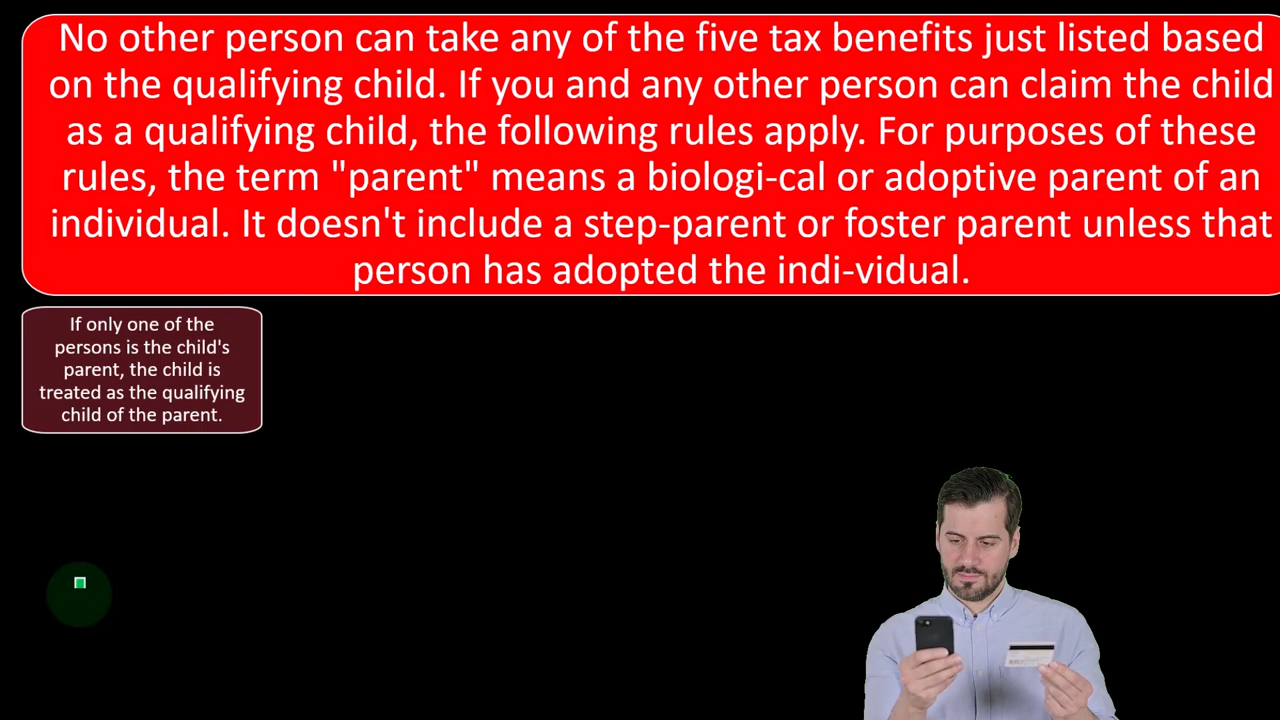 No other person can take any of the five tax benefits just listed based
on the qualifying child. If you and any other person can claim the child
as a qualifying child, the following rules apply. For purposes of these
rules, the term "parent" means a biologi-cal or adoptive parent of an
individual. It doesn't include a step-parent or foster parent unless that
person has adopted the indi-vidual.
If only one of the
persons is the child's
parent, the child is
treated as the qualifying
child of the parent.